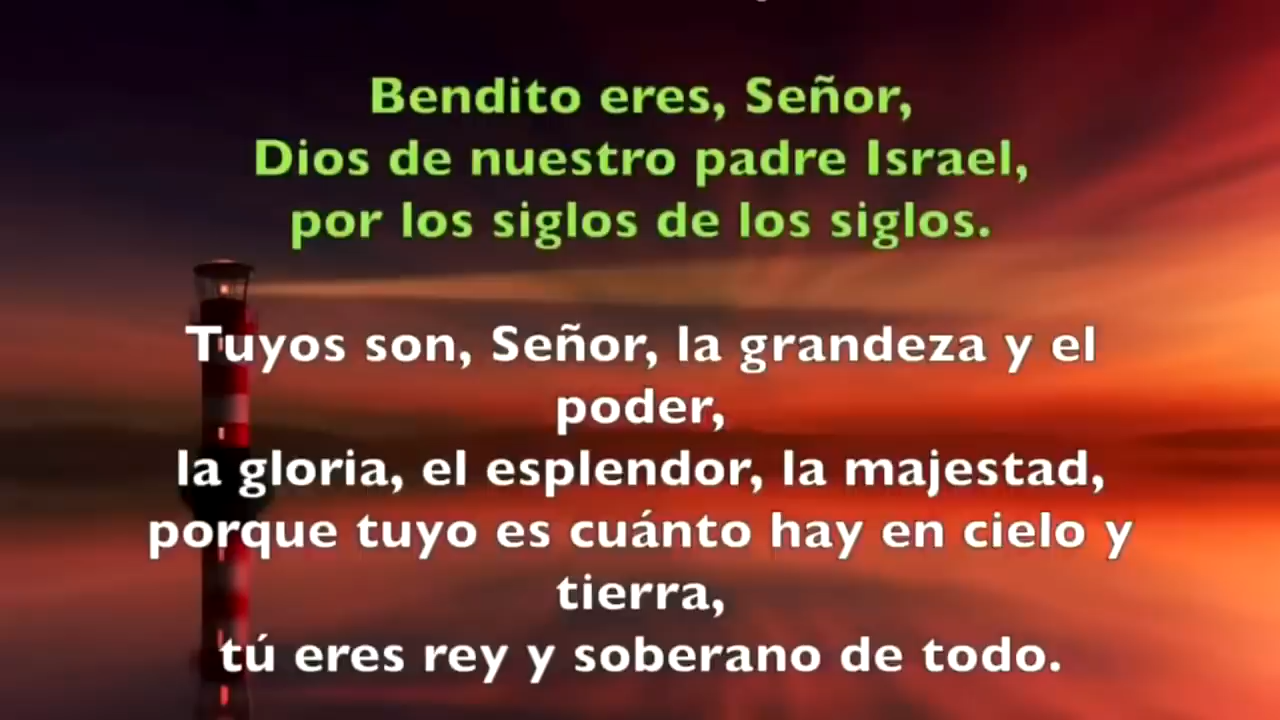 Bendito eres, Señor,
Dios de nuestro padre Israel,
por los siglos de los siglos.
Tuyos son, Señor, la grandeza y el
poder,
la gloria, el esplendor, la majestad,
porque tuyo es cuánto hay en cielo y
tierra,
tú eres rey y soberano de todo.